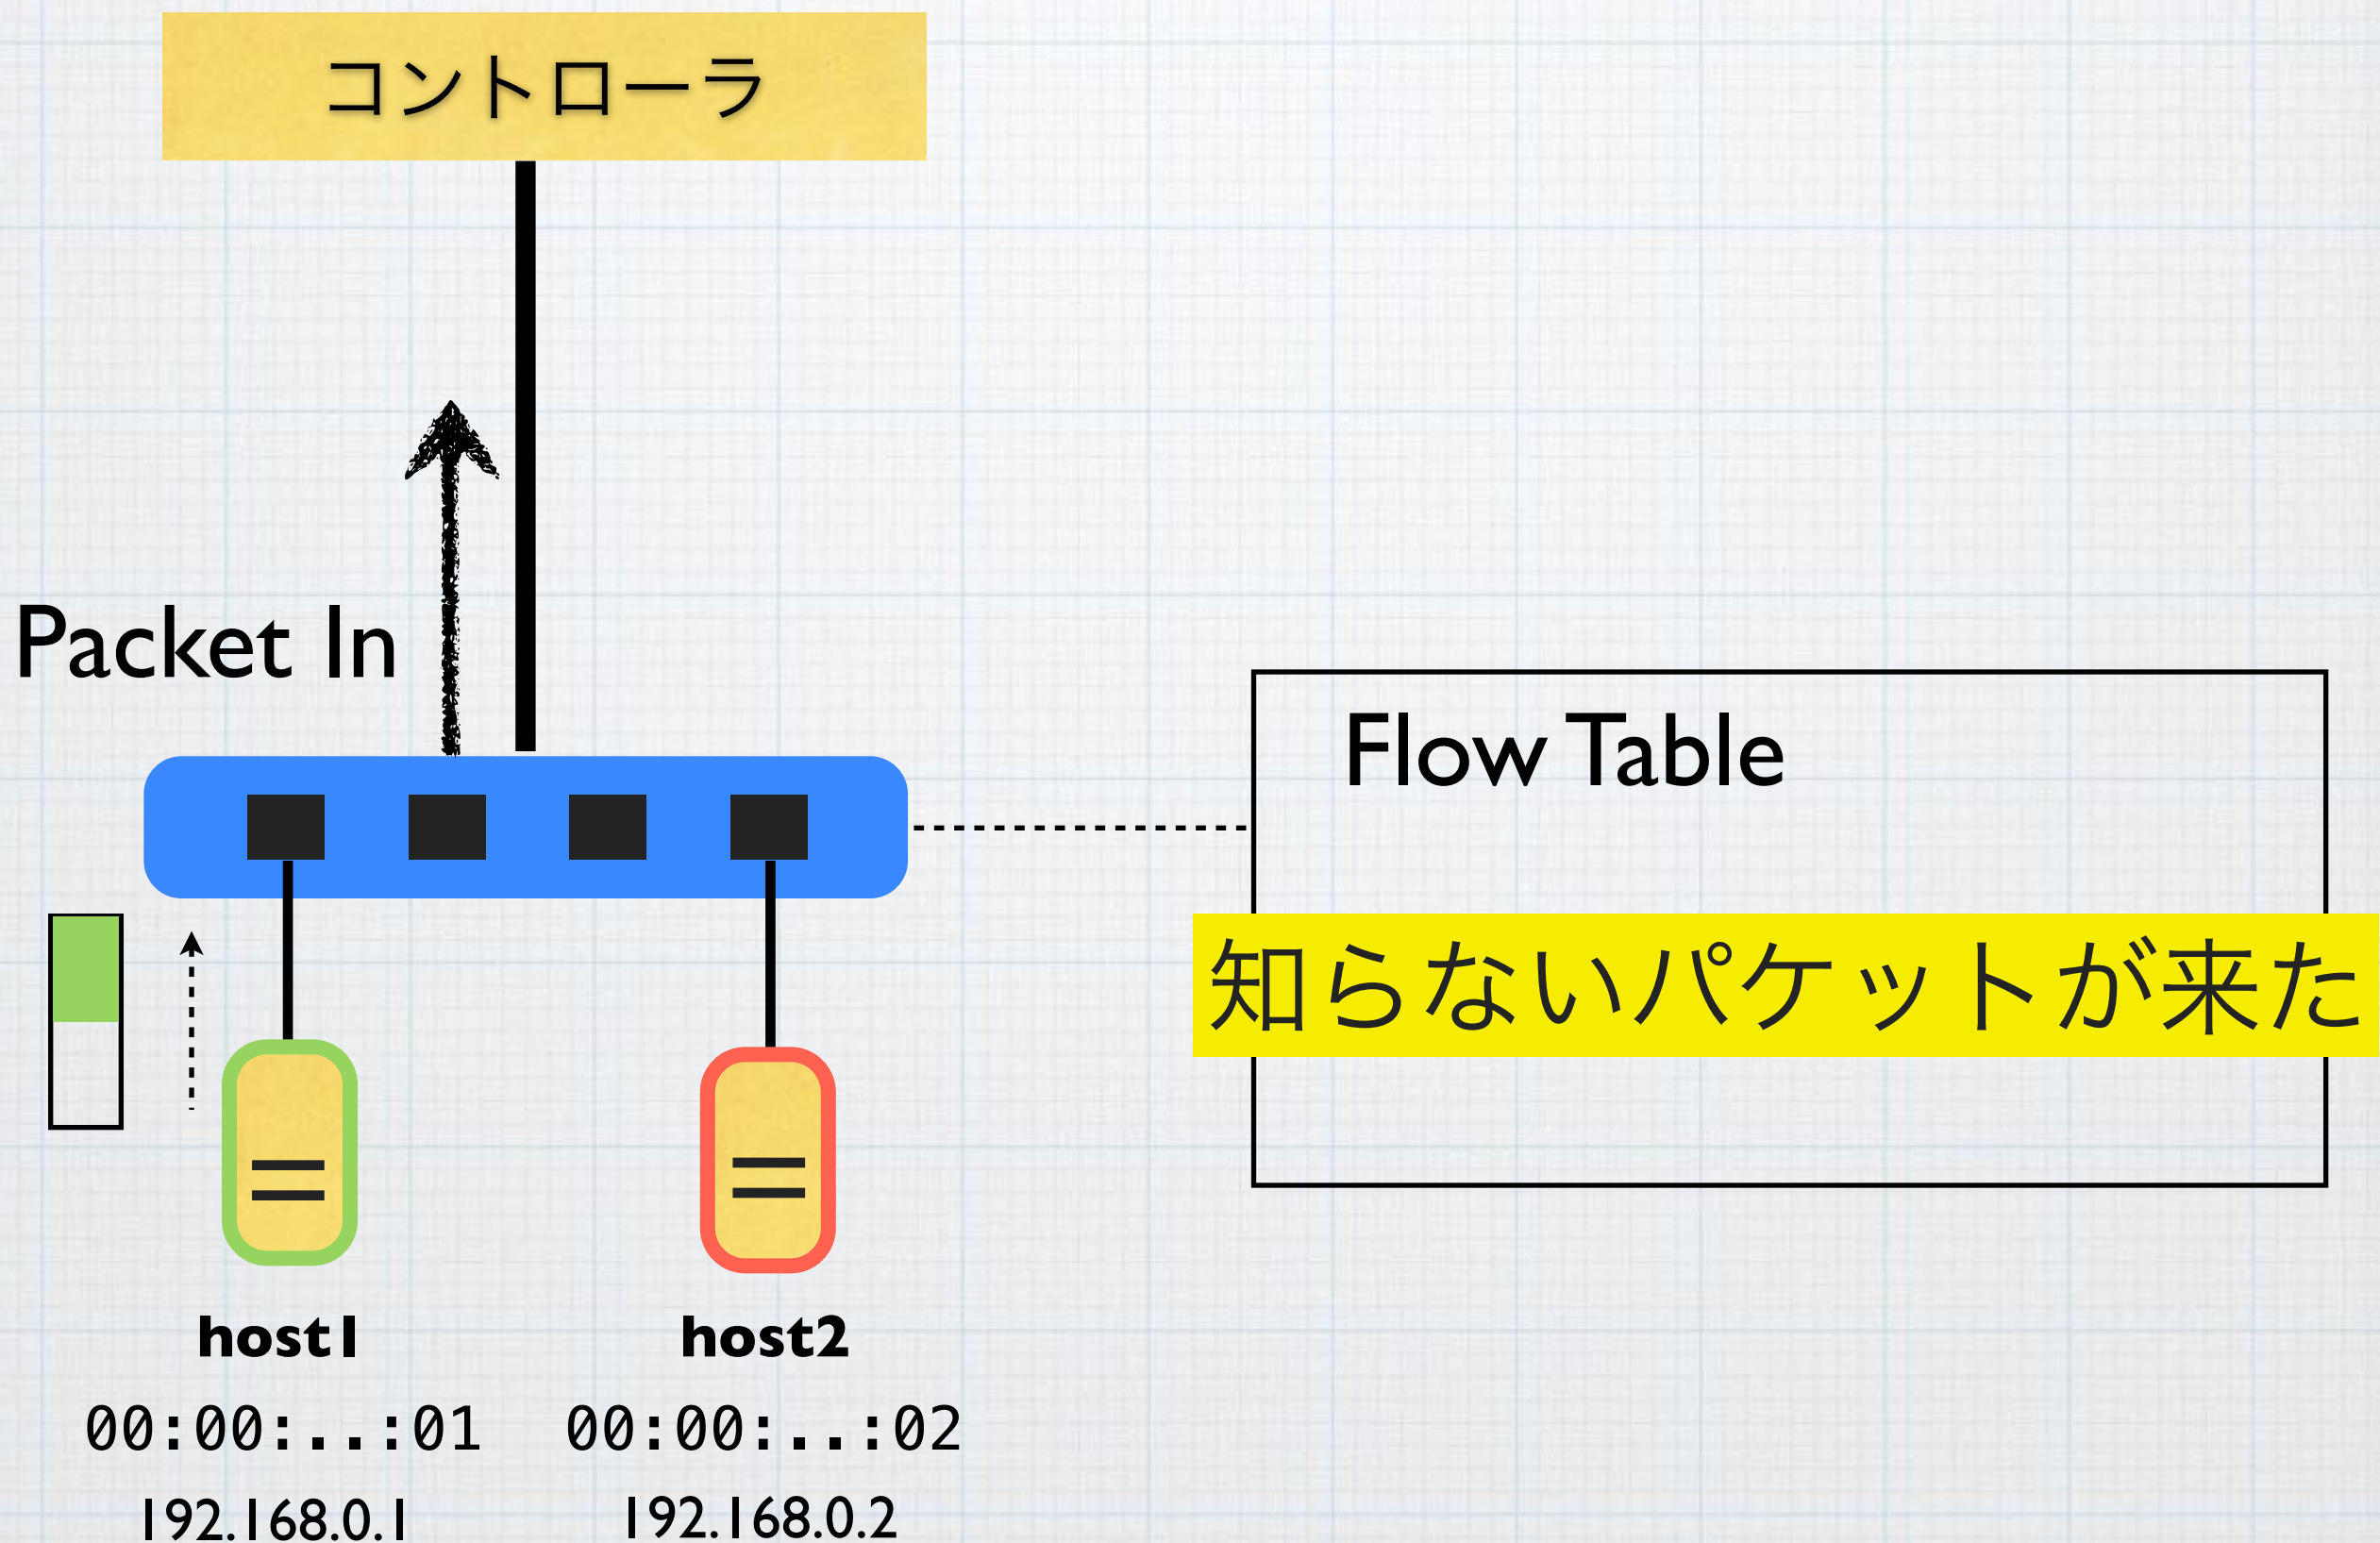 コントローラ
Packet In
Flow Table
知らないパケットが来た
host1
host2
00:00:..:01
00:00:..:02
192.168.0.1
192.168.0.2